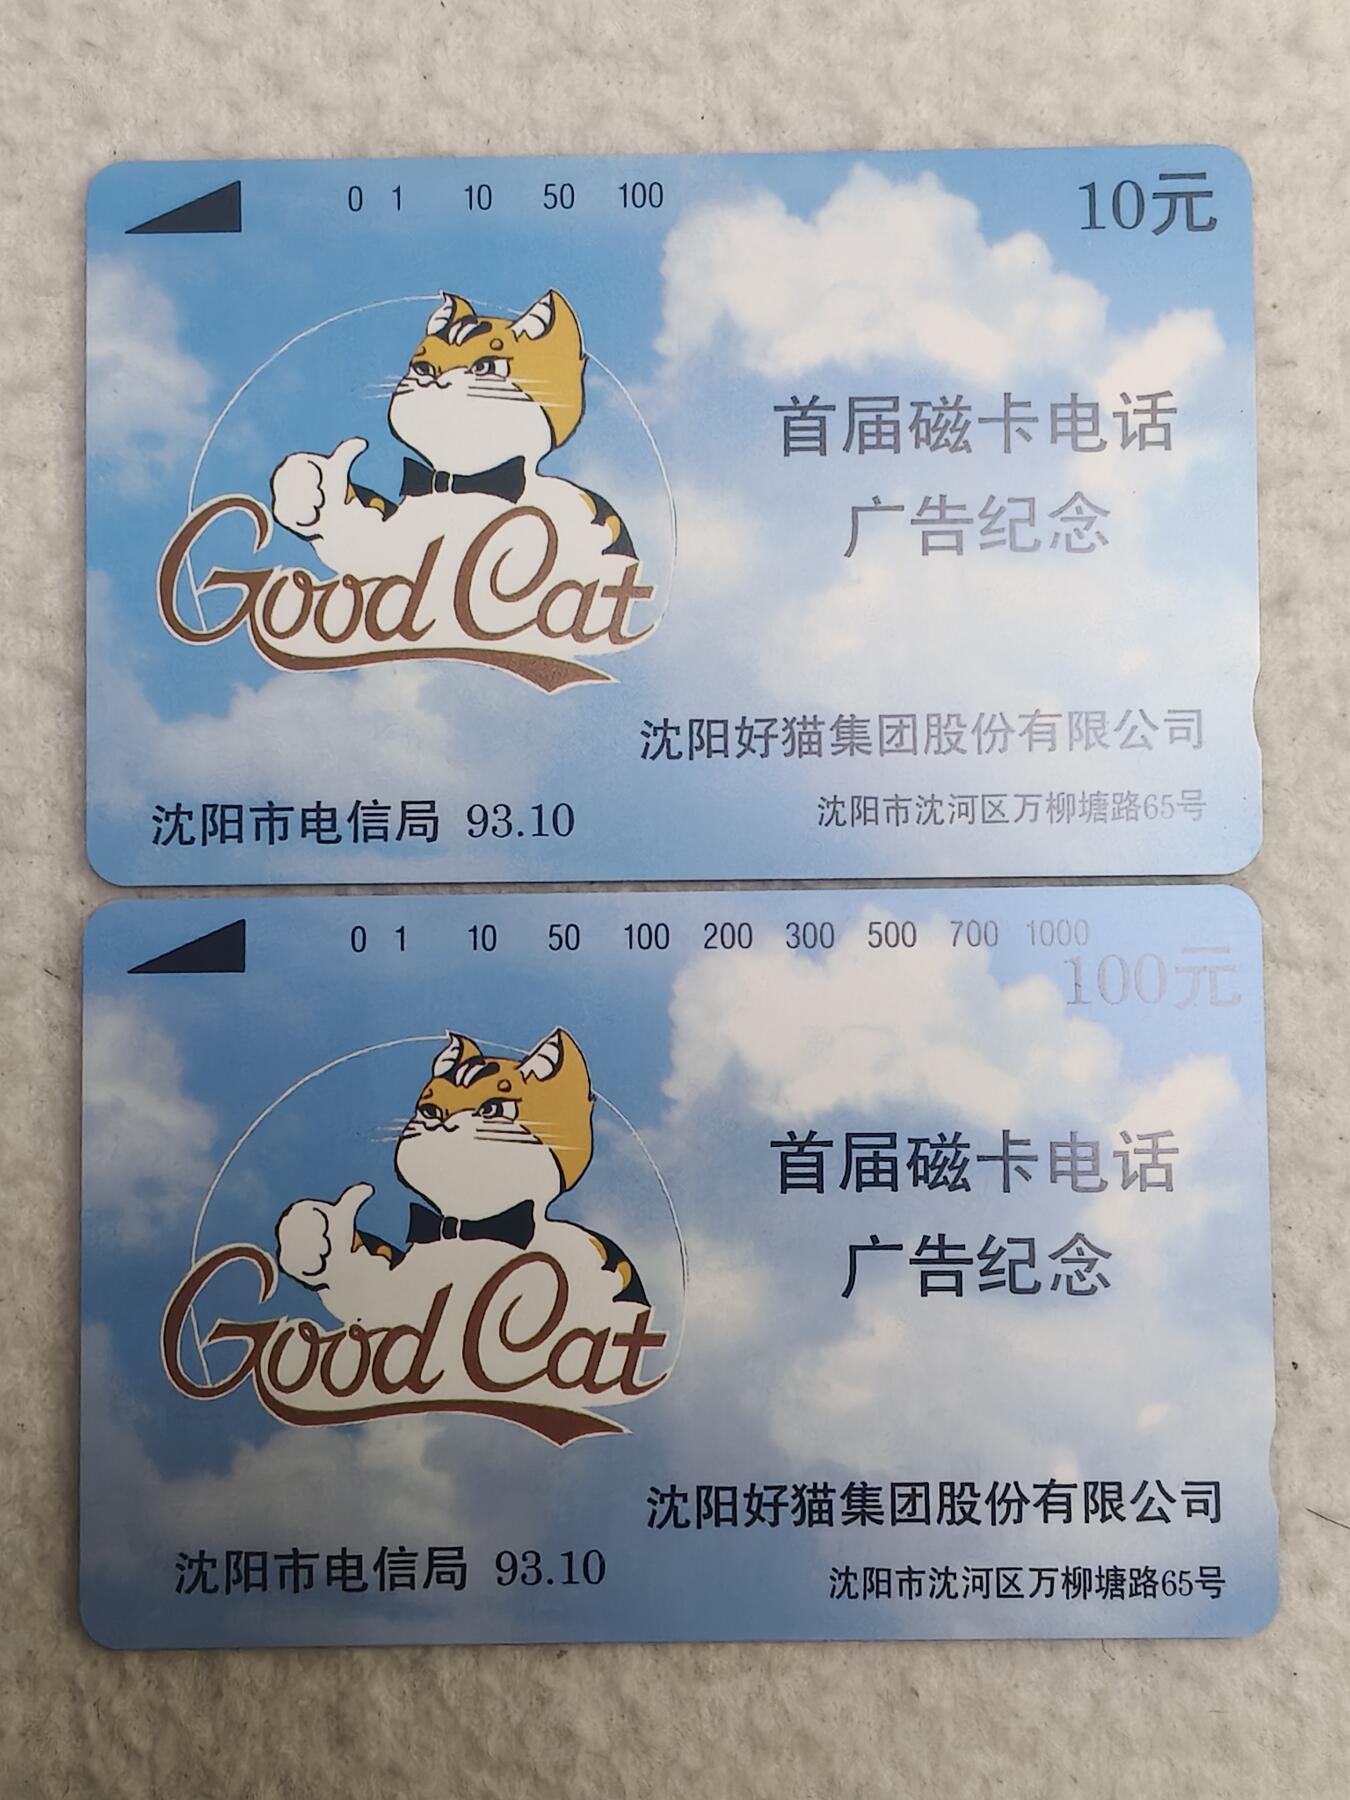 0 1 10 50 100
10元
首届磁卡电话
广告纪念
Good Cat
沈阳好猫集团股份有限公司
沈阳市沈河区万柳塘路65号
沈阳市电信局 93.10
0 1 10 50 100 200 300 500 700 1000
100元
首届磁卡电话
广告纪念
Good Cat
沈阳好猫集团股份有限公司
沈阳市沈河区万柳塘路65号
沈阳市电信局 93.10